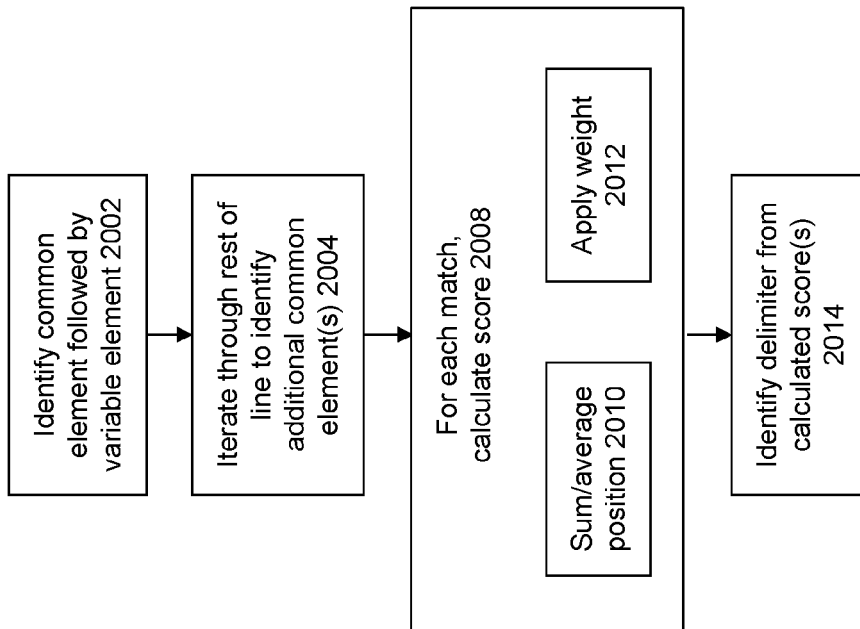 Identify common
element followed by
variable element 2002
Iterate through rest of
line to identify
additional common
element(s) 2004
For each match,
calculate score 2008
Sum/average
position 2010
Apply weight
2012
Identify delimiter from
calculated score(s)
2014